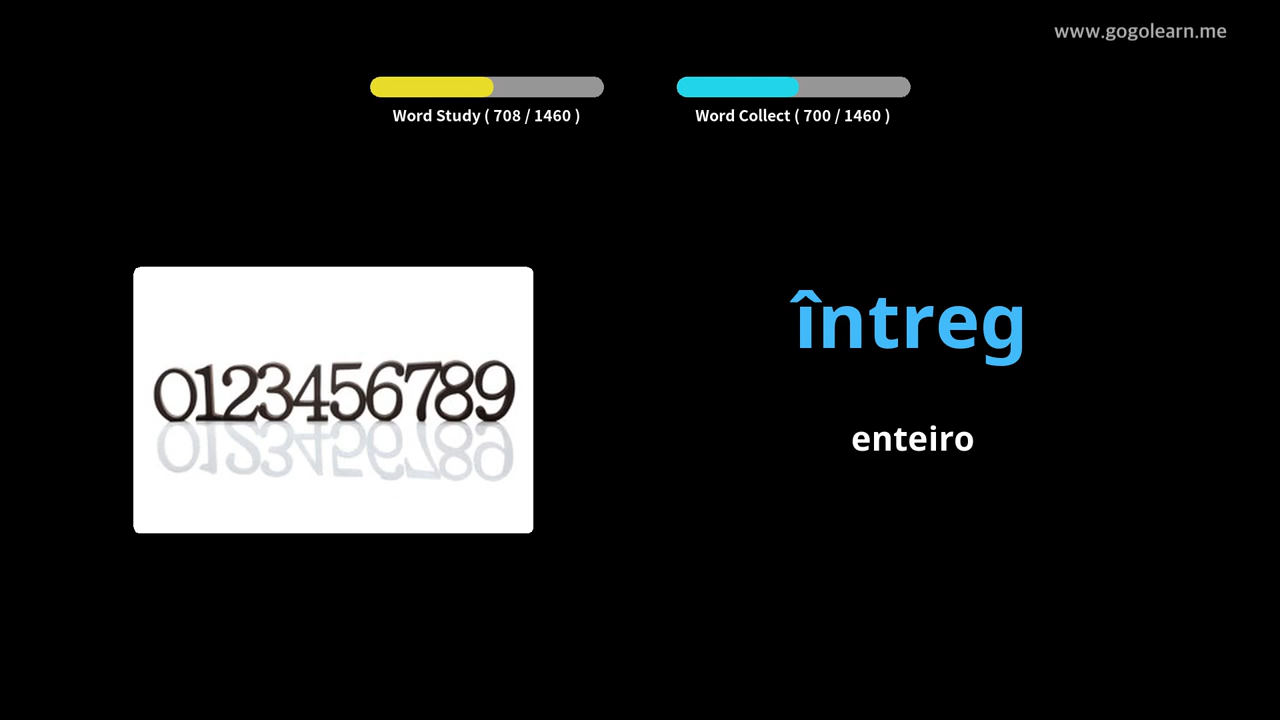 www.gogolearn.me
Word Study ( 708 / 1460 )
Word Collect ( 700 / 1460 )
0123456789
întreg
enteiro